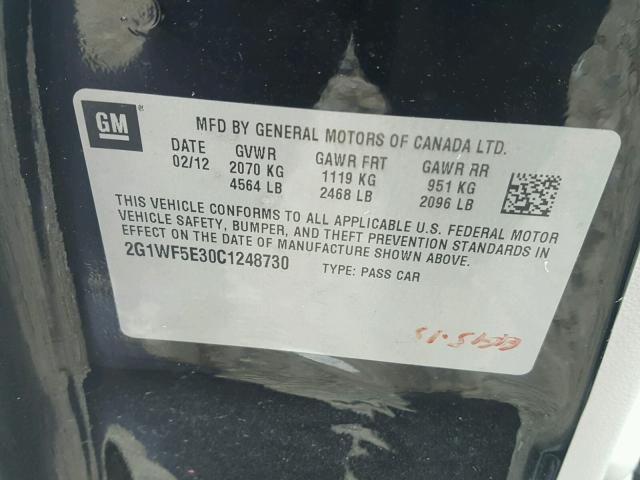 GM®
MFD BY GENERAL MOTORS OF CANADA LTD.
DATE GVWR GAWR FRT GAWR RR
02/12 2070 KG 1119 KG 951 KG
4564 LB 2468 LB 2096 LB
THIS VEHICLE CONFORMS TO ALL APPLICABLE U.S. FEDERAL MOTOR
VEHICLE SAFETY, BUMPER, AND THEFT PREVENTION STANDARDS IN
EFFECT ON THE DATE OF MANUFACTURE SHOWN ABOVE.
2G1WF5E30C1248730 TYPE: PASS CAR